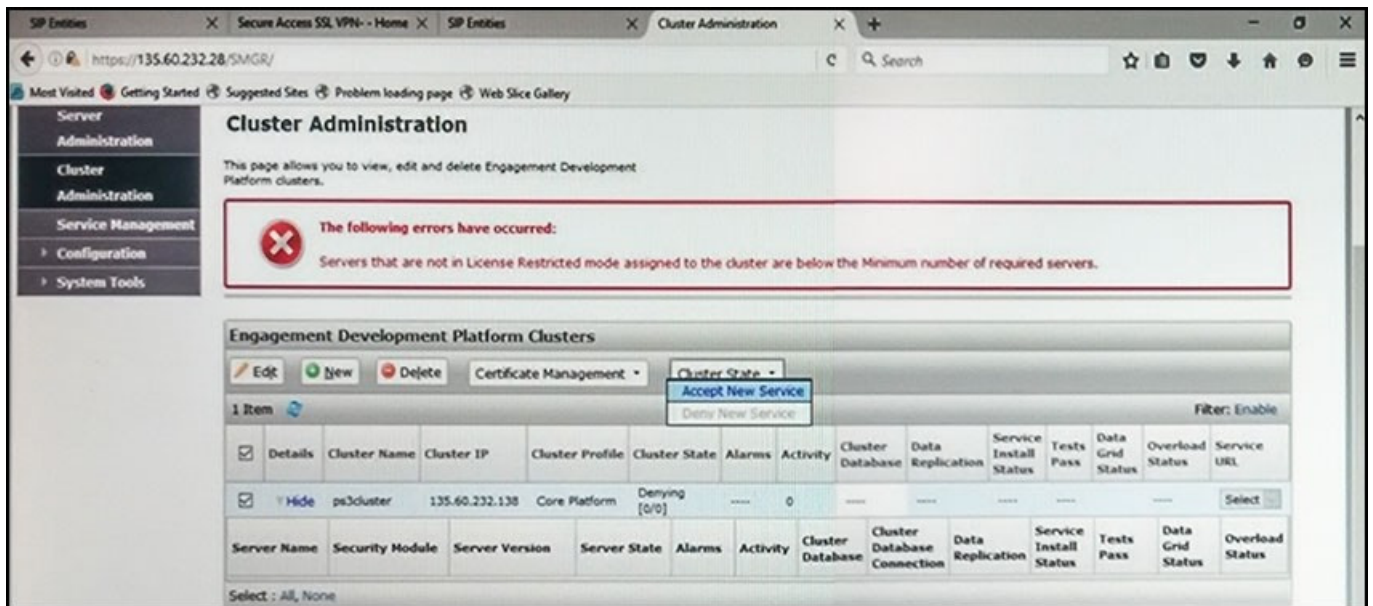 SIP Entities
Secure Access SSL VPN- - Home
SIP Entities
Cluster Administration
https://135.60.232.28/SMGR/
Search
Most Visited
Getting Started
Suggested Sites
Problem loading page
Web Slice Gallery
Server
Administration
Cluster
Administration
Service Management
Configuration
System Tools
Cluster Administration
This page allows you to view, edit and delete Engagement Development
Platform clusters.
The following errors have occurred:
Servers that are not in License Restricted mode assigned to the cluster are below the Minimum number of required servers.
Engagement Development Platform Clusters
Edit
New
Delete
Certificate Management
Cluster State
Accept New Service
Deny New Service
1 Item
Filter: Enable
Details
Cluster Name
Cluster IP
Cluster Profile
Cluster State
Alarms
Activity
Cluster
Database
Data
Replication
Service
Install
Status
Tests
Pass
Data
Grid
Status
Overload
Status
Service
URL
Hide
ps3cluster
135.60.232.138
Core Platform
Denying
[0/0]
----
0
----
----
----
----
----
Select
Server Name
Security Module
Server Version
Server State
Alarms
Activity
Cluster
Database
Cluster
Database
Connection
Data
Replication
Service
Install
Status
Tests
Pass
Data
Grid
Status
Overload
Status
Select : All, None